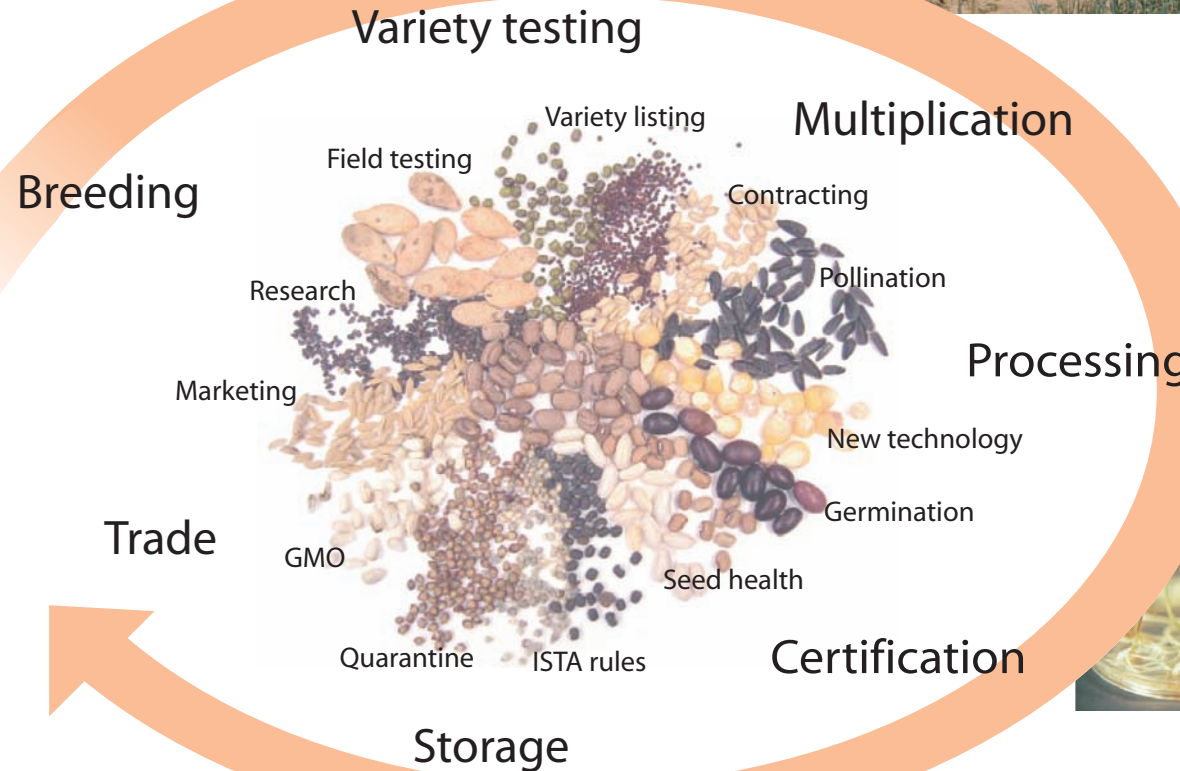 Variety testing
Variety listing
Multiplication
Field testing
Breeding
Contracting
Pollination
Research
Processing
Marketing
New technology
Germination
Trade
GMO
Seed health
Quarantine
ISTA rules
Certification
Storage